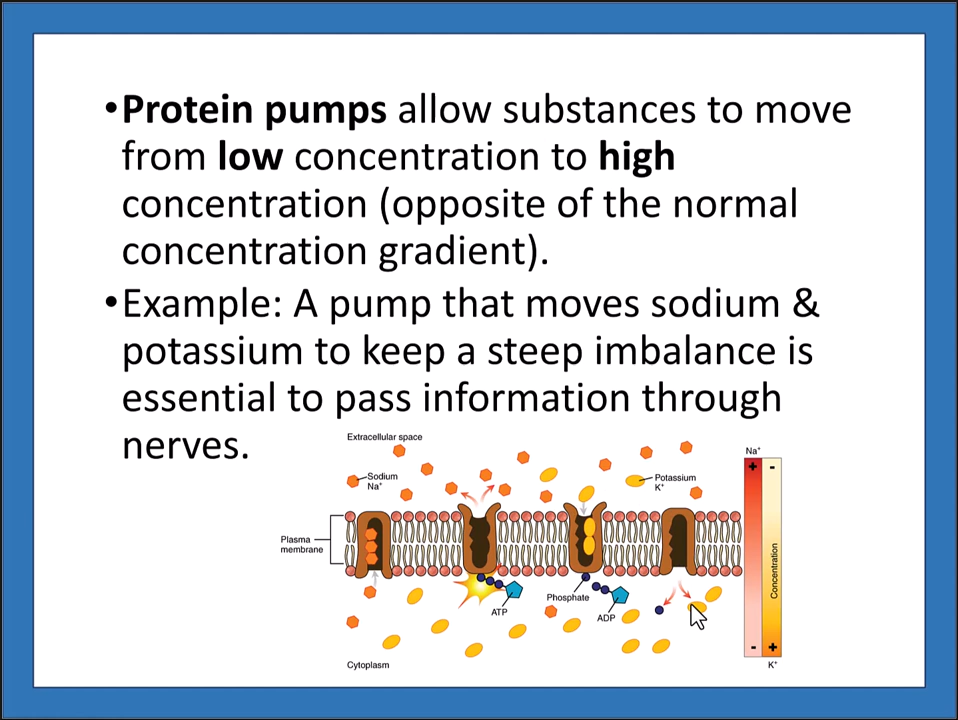 •Protein pumps allow substances to move
from low concentration to high
concentration (opposite of the normal
concentration gradient).
•Example: A pump that moves sodium &
potassium to keep a steep imbalance is
essential to pass information through
nerves.
Extracellular space
Sodium
Na⁺
Potassium
K⁺
Na⁺
+ -
Plasma
membrane
Concentration
ATP
Phosphate
ADP
- +
Cytoplasm
K⁺